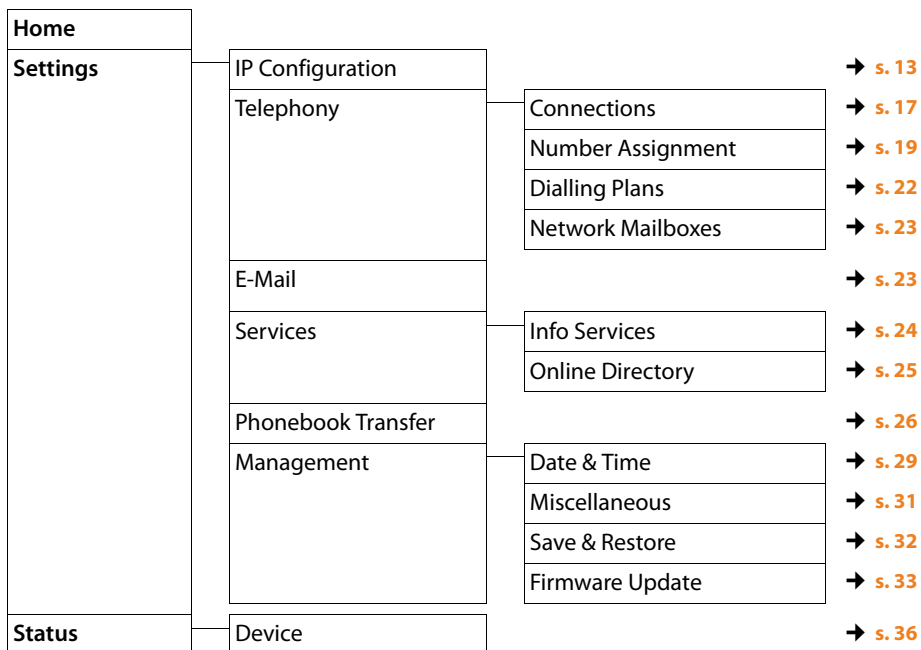 Home
Settings IP Configuration ➔ s. 13
Telephony Connections ➔ s. 17
Number Assignment ➔ s. 19
Dialling Plans ➔ s. 22
Network Mailboxes ➔ s. 23
E-Mail ➔ s. 23
Services Info Services ➔ s. 24
Online Directory ➔ s. 25
Phonebook Transfer ➔ s. 26
Management Date & Time ➔ s. 29
Miscellaneous ➔ s. 31
Save & Restore ➔ s. 32
Firmware Update ➔ s. 33
Status Device ➔ s. 36